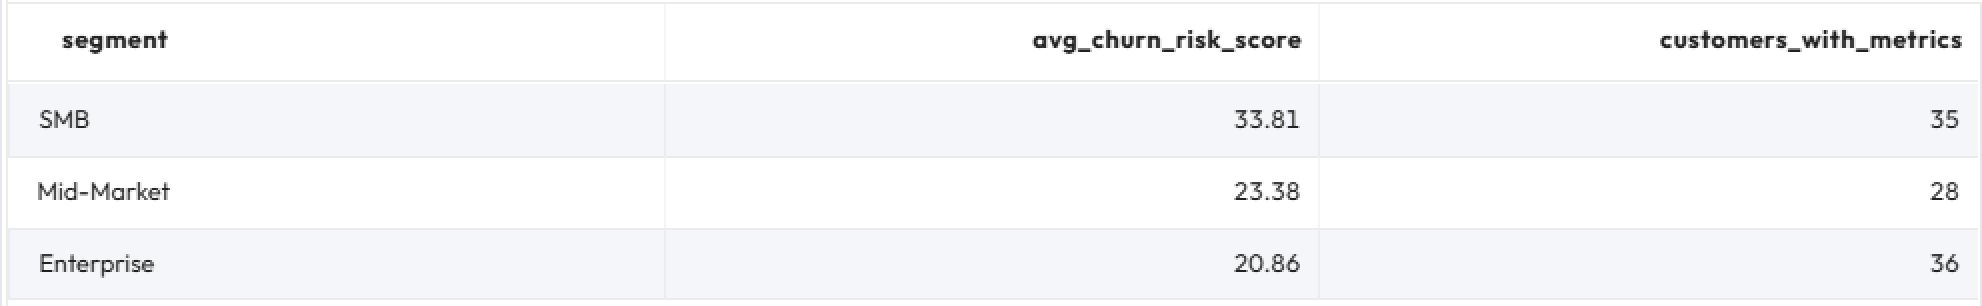 segment avg_churn_risk_score customers_with_metrics
SMB 33.81 35
Mid-Market 23.38 28
Enterprise 20.86 36